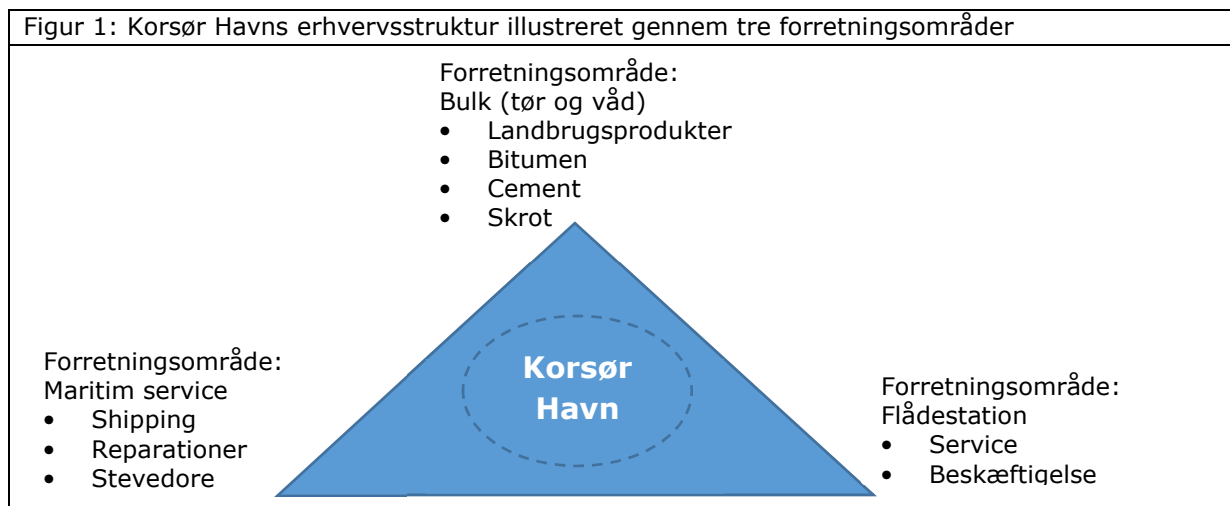 Figur 1: Korsør Havns erhvervsstruktur illustreret gennem tre forretningsområder
Forretningsområde:
Bulk (tør og våd)
• Landbrugsprodukter
• Bitumen
• Cement
• Skrot
Korsør
Havn
Forretningsområde:
Maritim service
• Shipping
• Reparationer
• Stevedore
Forretningsområde:
Flådestation
• Service
• Beskæftigelse